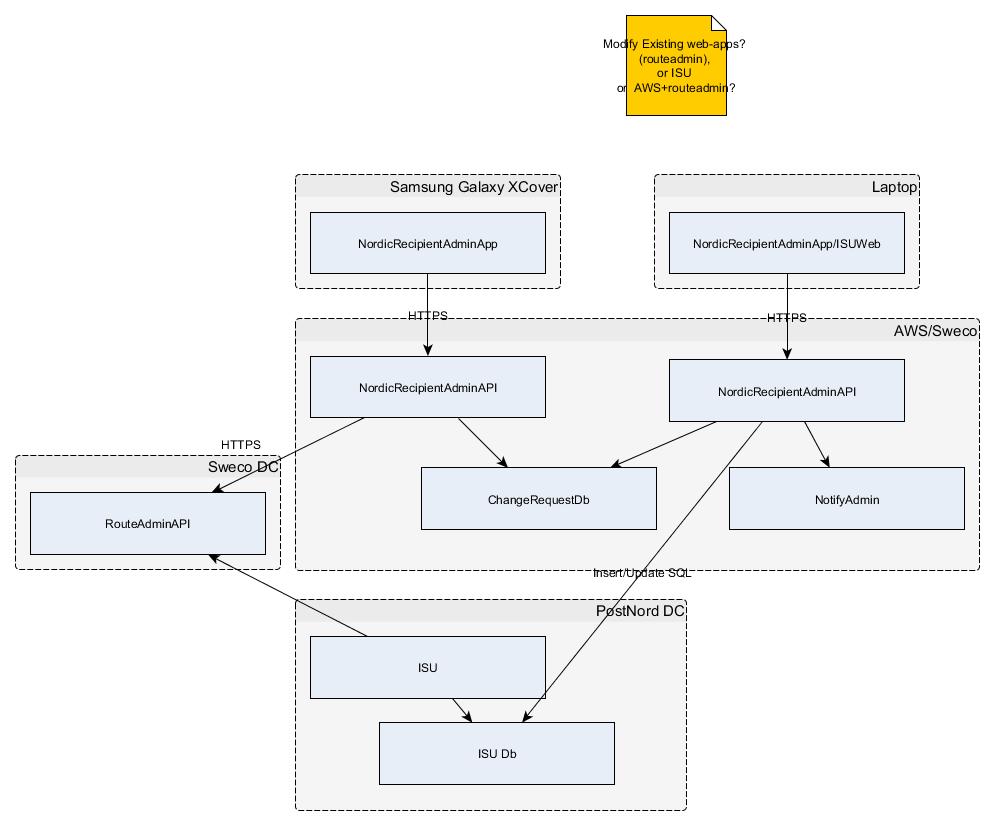 Modify Existing web-apps?
(routeadmin),
or ISU
or  AWS+routeadmin?
Samsung Galaxy XCover
Laptop
NordicRecipientAdminApp
NordicRecipientAdminApp/ISUWeb
HTTPS
HTTPS
AWS/Sweco
NordicRecipientAdminAPI
NordicRecipientAdminAPI
HTTPS
Sweco DC
ChangeRequestDb
NotifyAdmin
RouteAdminAPI
Insert/Update SQL
PostNord DC
ISU
ISU Db